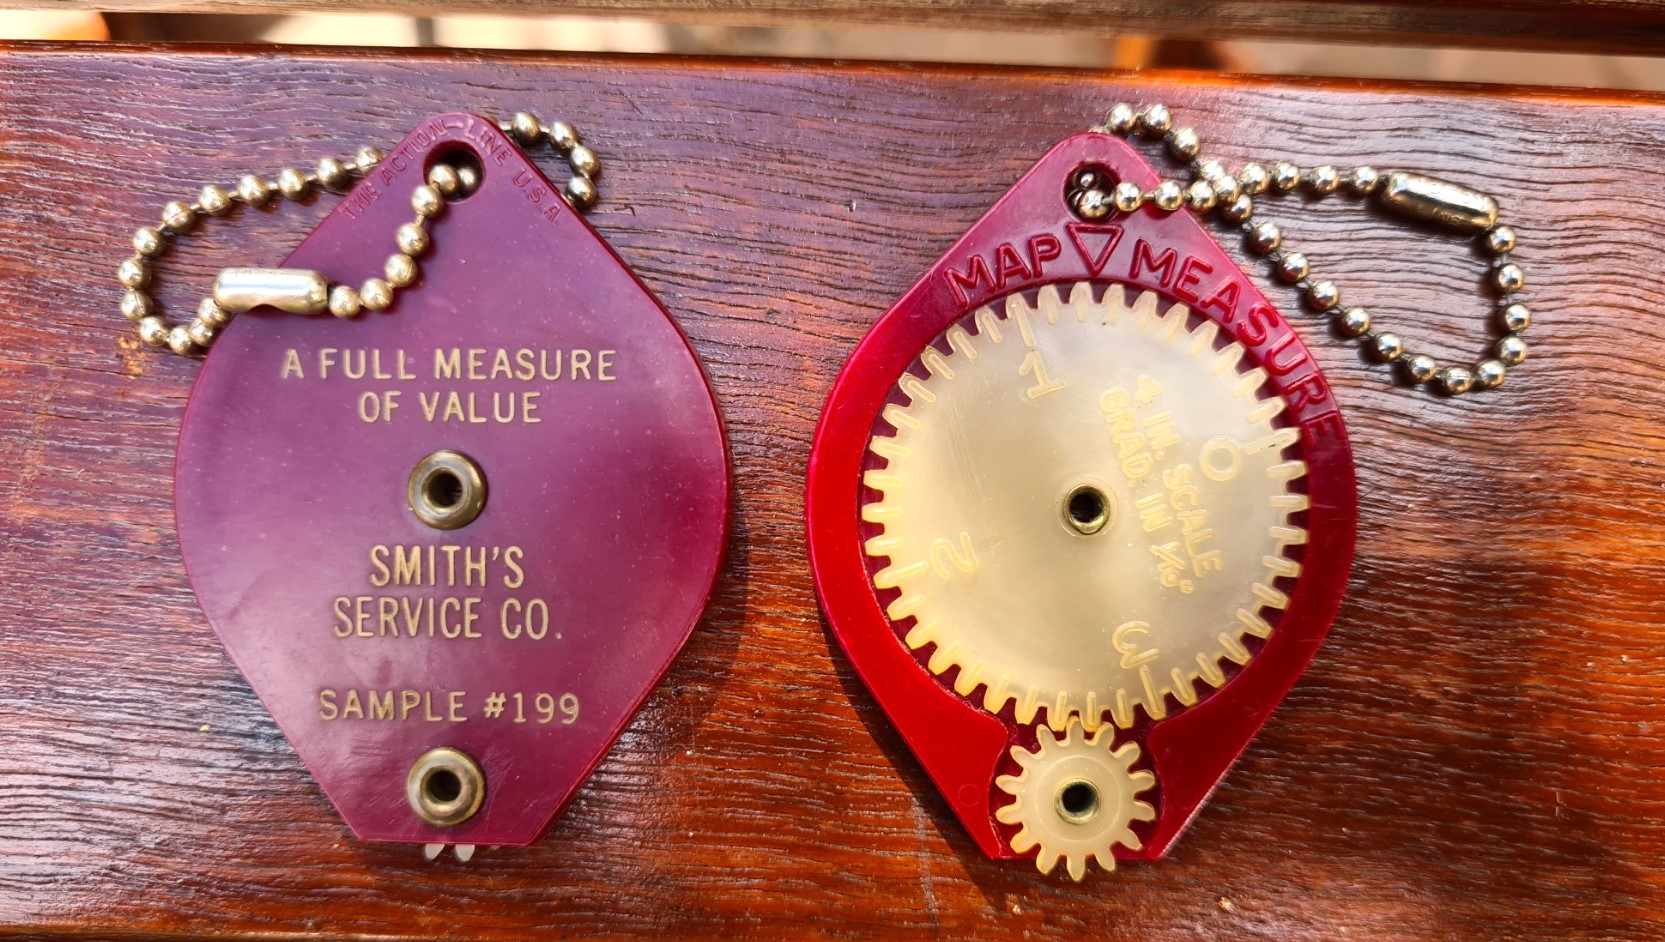 THE ACTION-LINE U.S.A.
A FULL MEASURE
OF VALUE
SMITH'S
SERVICE CO.
SAMPLE #199
MAP MEASURE
4 IN. SCALE
GRAD. IN 1/10"
0
1
2
3